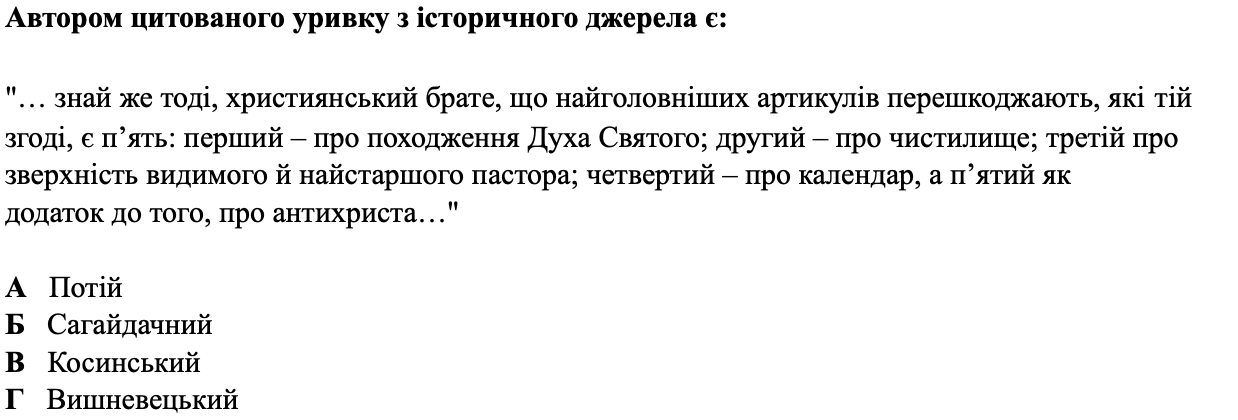 Автором цитованого уривку з історичного джерела є:
"… знай же тоді, християнський брате, що найголовніших артикулів перешкоджають, які тій
згоді, є п’ять: перший – про походження Духа Святого; другий – про чистилище; третій про
зверхність видимого й найстаршого пастора; четвертий – про календар, а п’ятий як
додаток до того, про антихриста…"
А Потій
Б Сагайдачний
В Косинський
Г Вишневецький